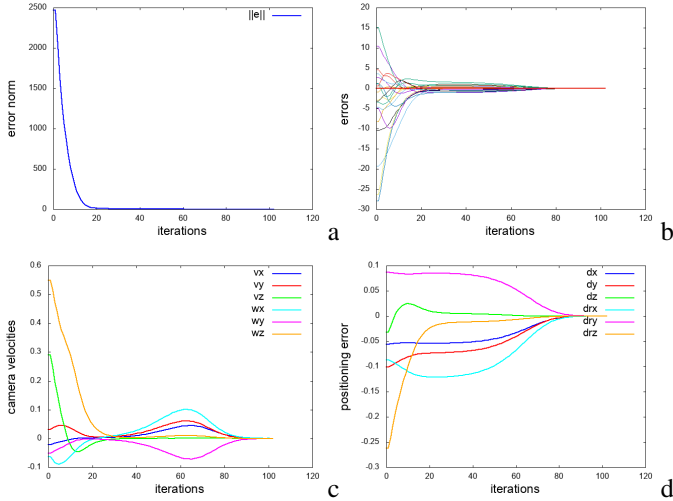 2500
2000
1500
1000
500
0
0 20 40 60 80 100 120
error norm
iterations
||e||
a
20
15
10
5
0
-5
-10
-15
-20
-25
-30
0 20 40 60 80 100 120
errors
iterations
b
0.6
0.5
0.4
0.3
0.2
0.1
0
-0.1
0 20 40 60 80 100 120
camera velocities
iterations
vx
vy
vz
wx
wy
wz
c
0.1
0.05
0
-0.05
-0.1
-0.15
-0.2
-0.25
-0.3
0 20 40 60 80 100 120
positioning error
iterations
dx
dy
dz
drx
dry
drz
d